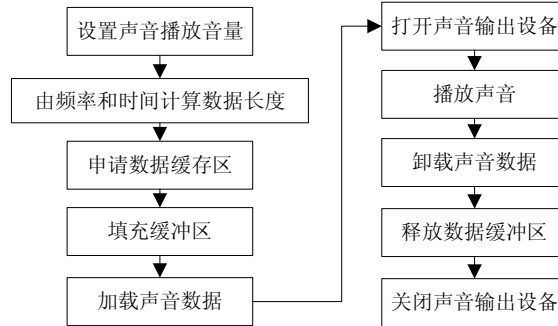 设置声音播放音量
由频率和时间计算数据长度
申请数据缓存区
填充缓冲区
加载声音数据
打开声音输出设备
播放声音
卸载声音数据
释放数据缓冲区
关闭声音输出设备